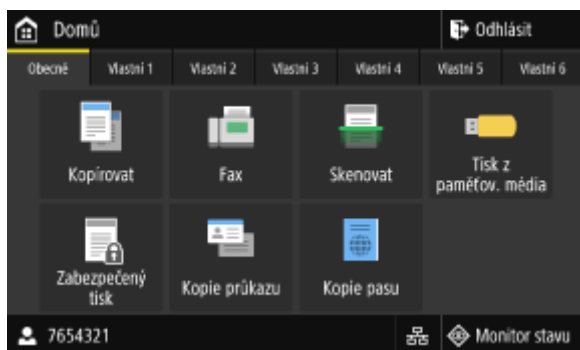 Domů
Odhlásit
Obecné Vlastní 1 Vlastní 2 Vlastní 3 Vlastní 4 Vlastní 5 Vlastní 6
Kopírovat
Fax
Skenovat
Tisk z
paměťov. média
Zabezpečený
tisk
Kopie průkazu
Kopie pasu
7654321
Monitor stavu